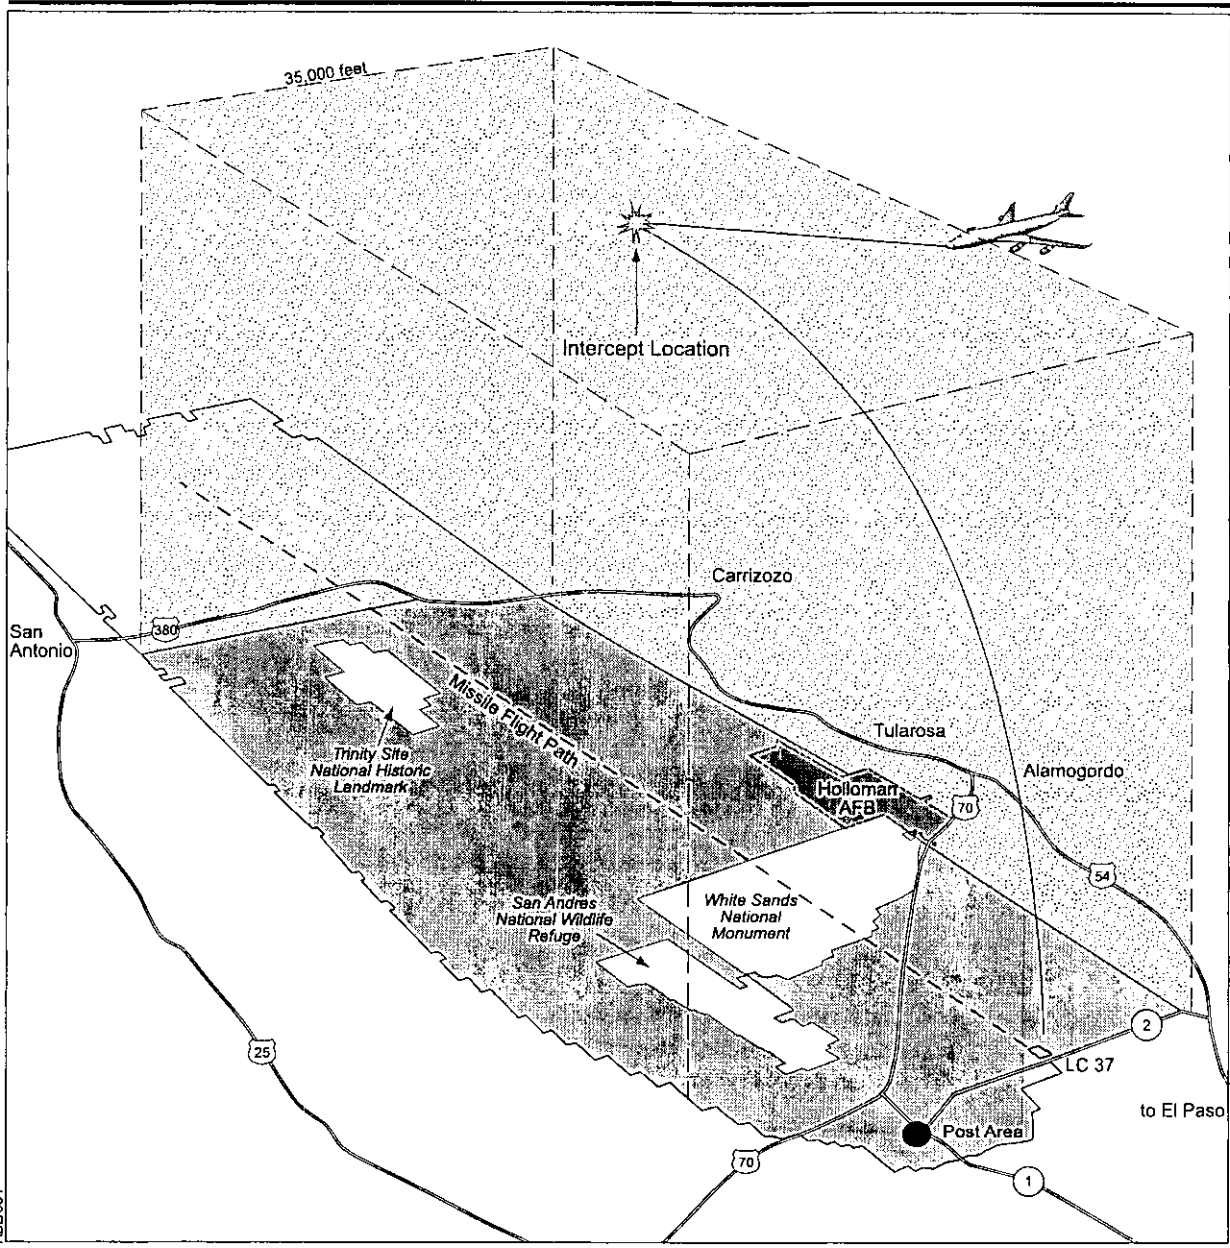 35,000 feet
Intercept Location
Carrizozo
San
Antonio
380
Missile Flight Path
Trinity Site
National Historic
Landmark
Tularosa
Alamogordo
Holloman
AFB
70
54
San Andres
National Wildlife
Refuge
White Sands
National
Monument
25
2
LC 37
to El Paso
Post Area
70
1